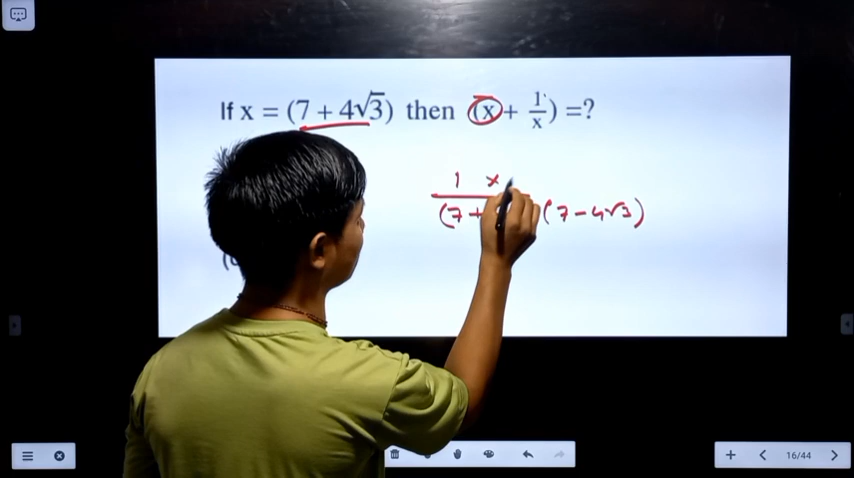 If x = (7 + 4√3) then (x + 1/x) =?
1 x
(7 + (7 - 4√3)
16/44